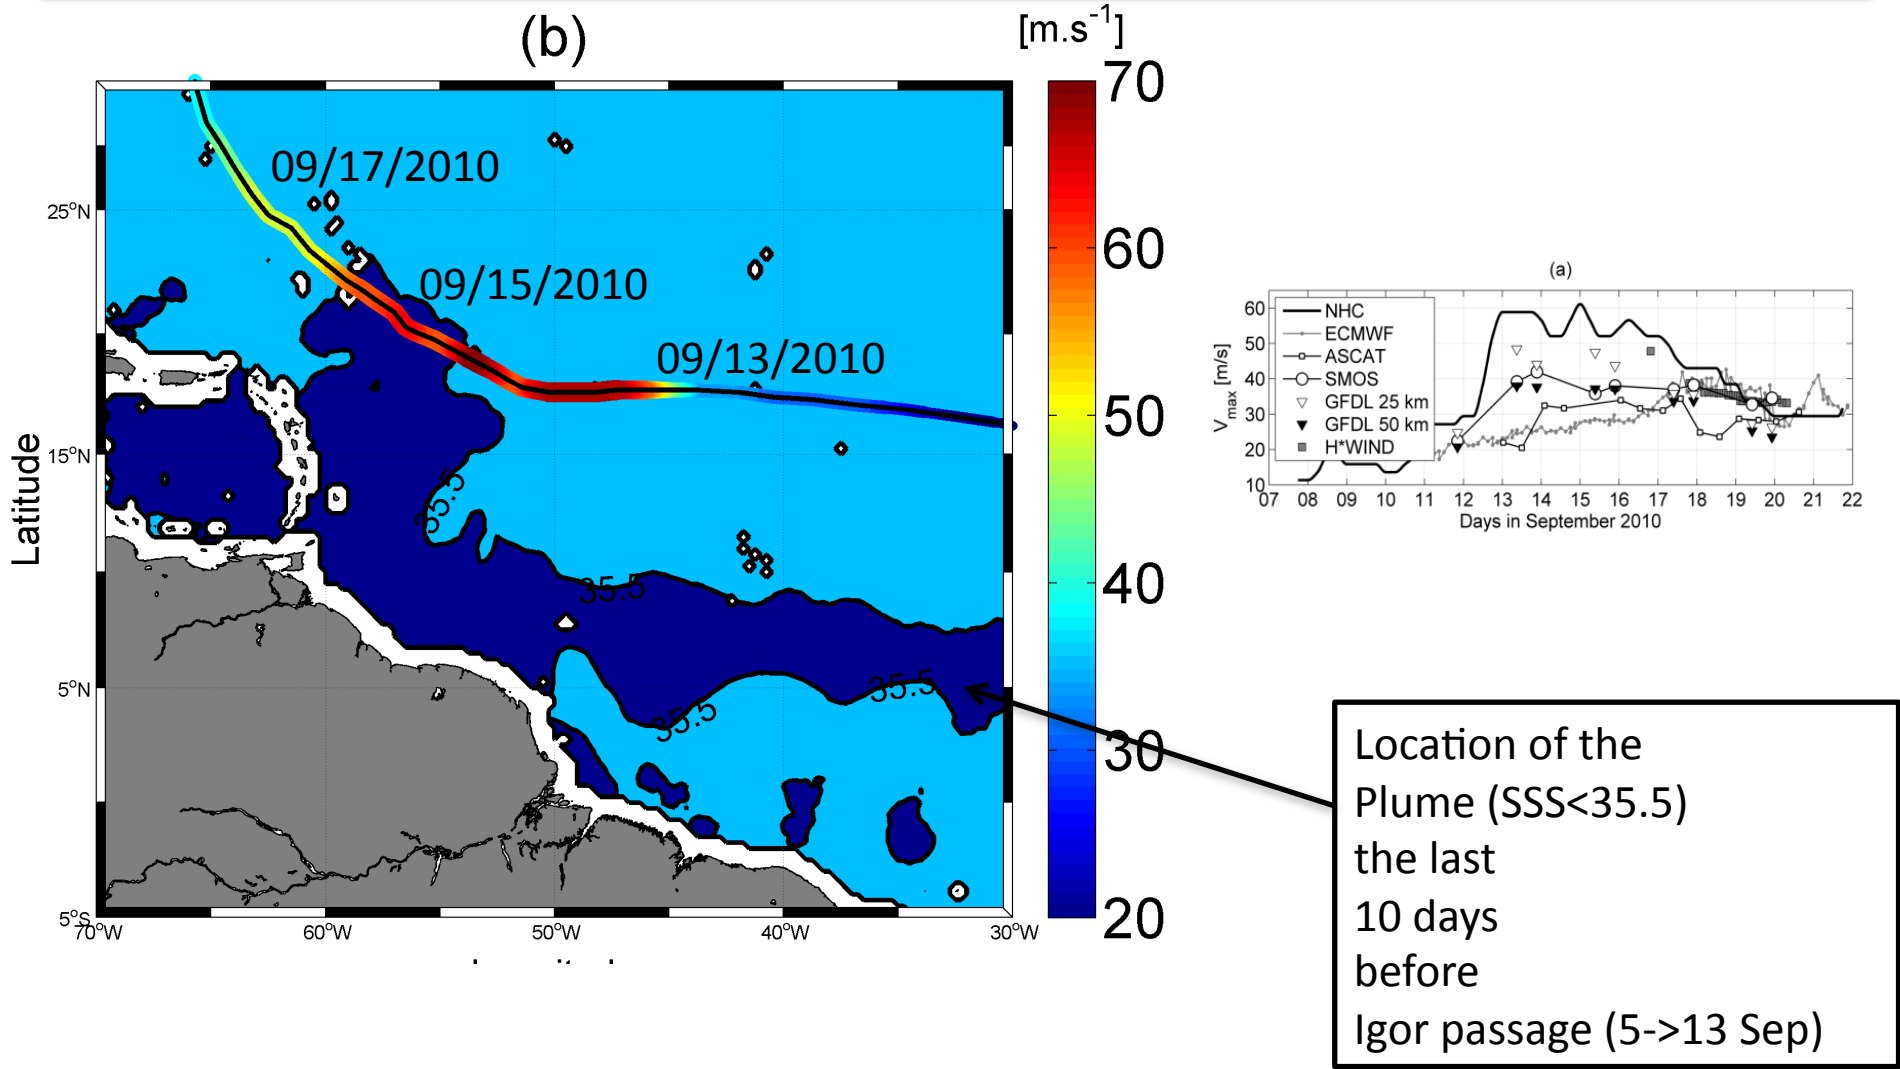 (b)
[m.s-1]
09/17/2010
09/15/2010
09/13/2010
35.5
35.5
35.5
35.5
Latitude
25°N
15°N
5°N
5°S
70°W 60°W 50°W 40°W 30°W
70
60
50
40
30
20
(a)
NHC
ECMWF
ASCAT
SMOS
GFDL 25 km
GFDL 50 km
H*WIND
Vmax [m/s]
60
50
40
30
20
10
07 08 09 10 11 12 13 14 15 16 17 18 19 20 21 22
Days in September 2010
Location of the
Plume (SSS<35.5)
the last
10 days
before
Igor passage (5->13 Sep)